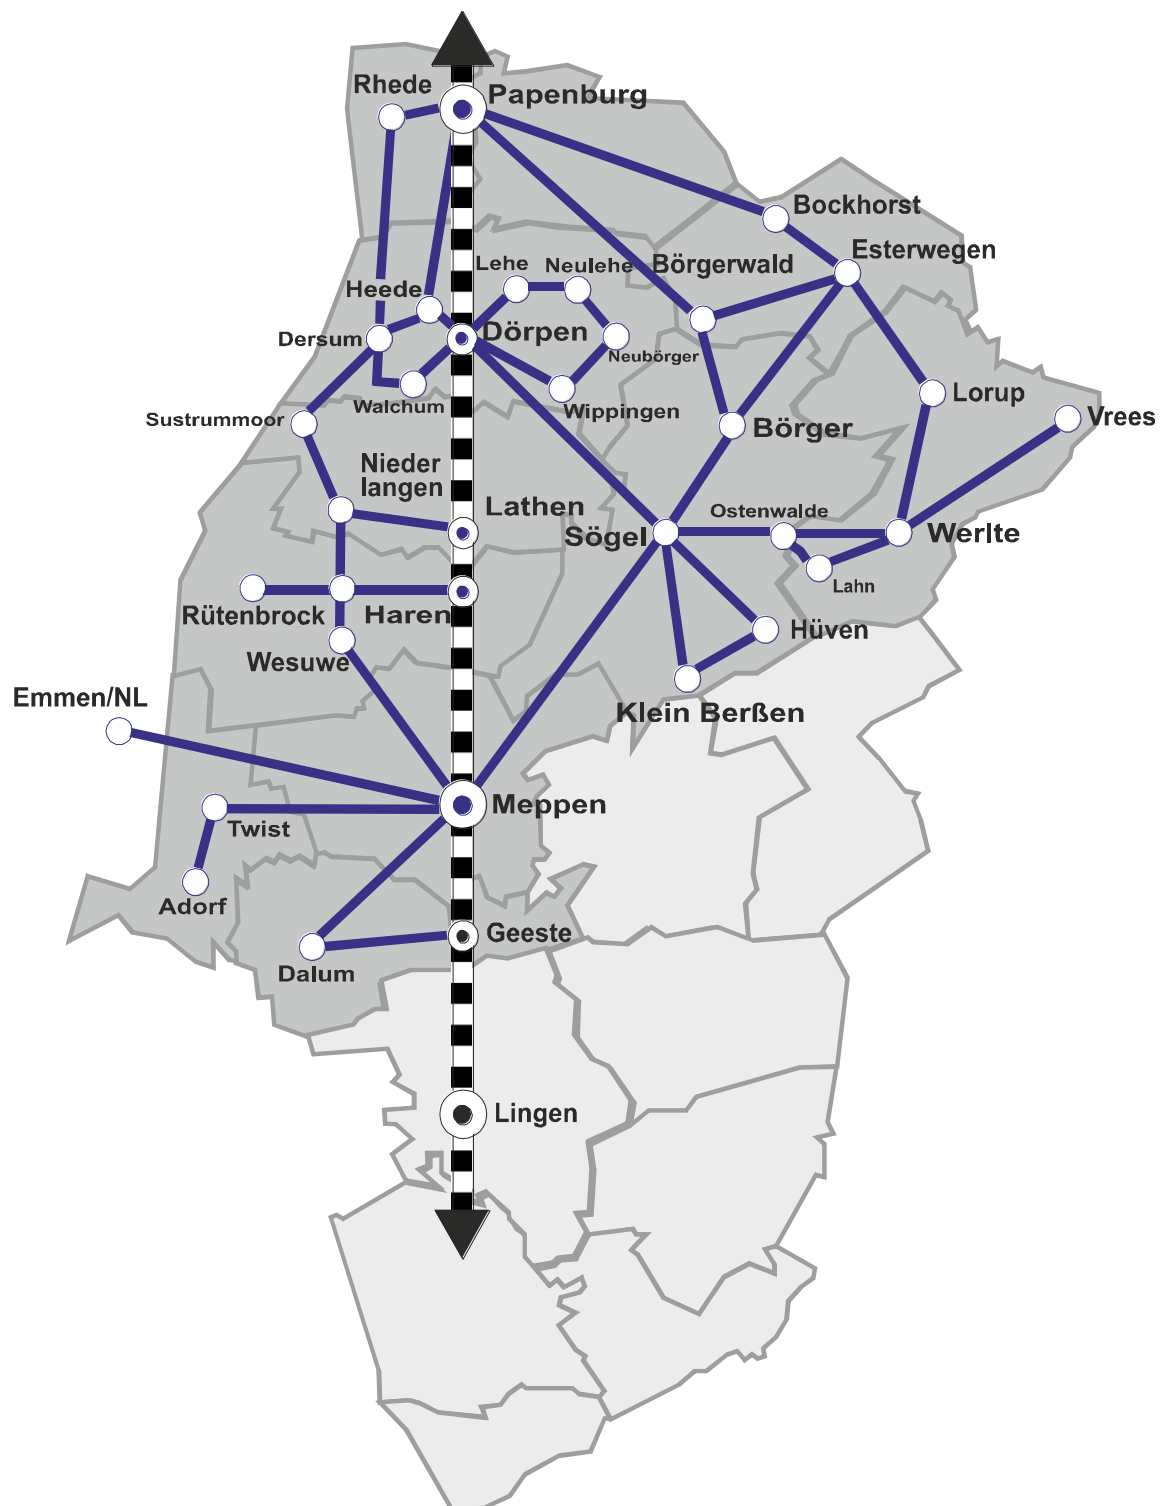 Rhede
Papenburg
Bockhorst
Esterwegen
Lehe
Neulehe
Börgerwald
Heede
Dersum
Dörpen
Neubörger
Walchum
Wippingen
Lorup
Vrees
Sustrummoor
Börger
Nieder
langen
Lathen
Ostenwalde
Sögel
Werlte
Lahn
Rütenbrock
Haren
Hüven
Wesuwe
Emmen/NL
Klein Berßen
Meppen
Twist
Adorf
Geeste
Dalum
Lingen